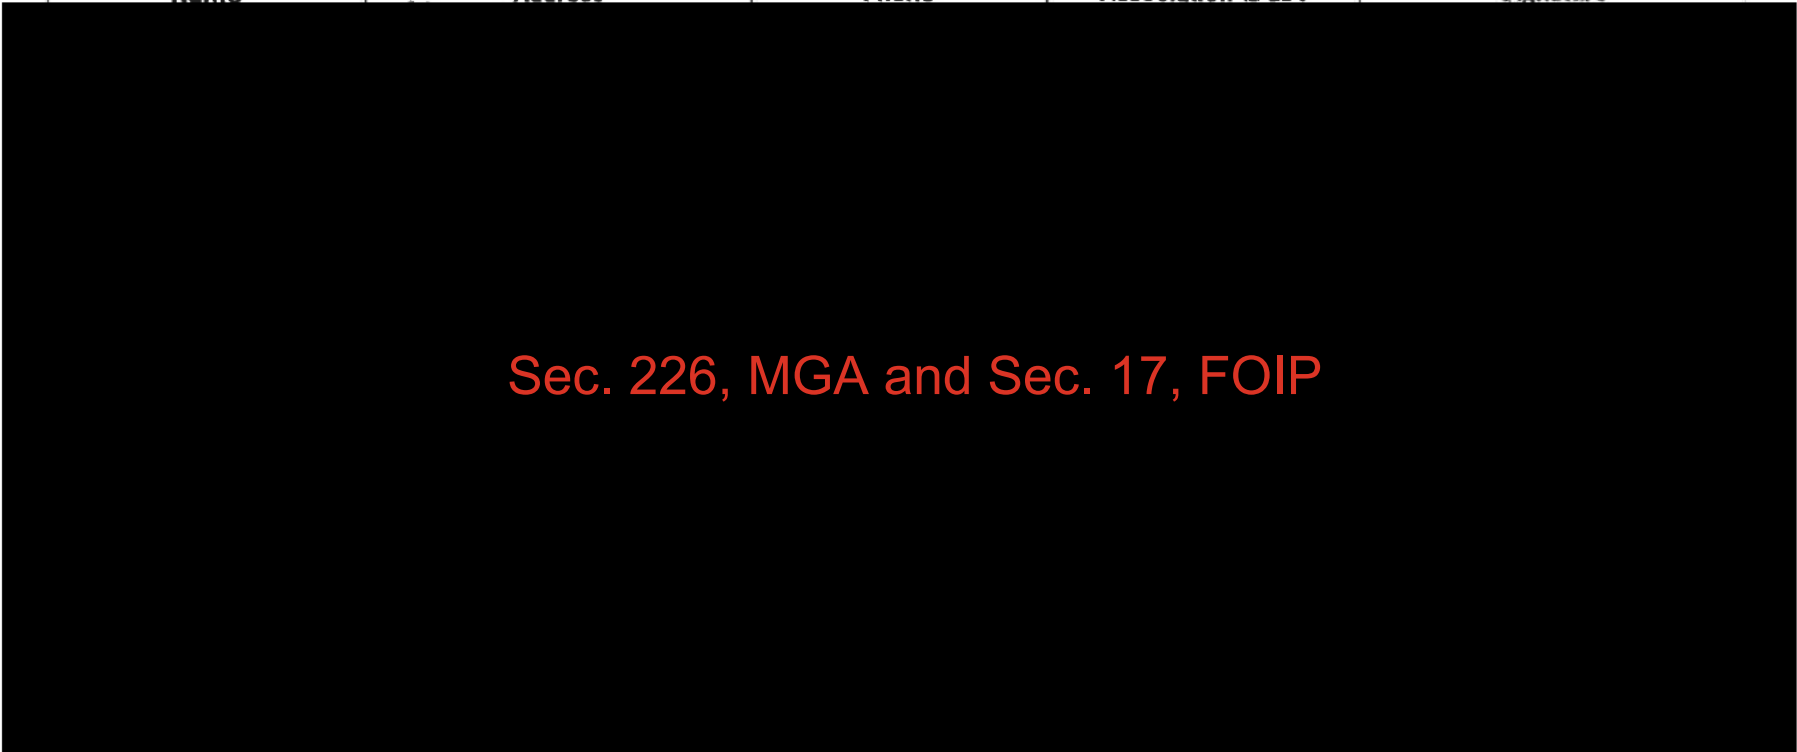 Sec. 226, MGA and Sec. 17, FOIP